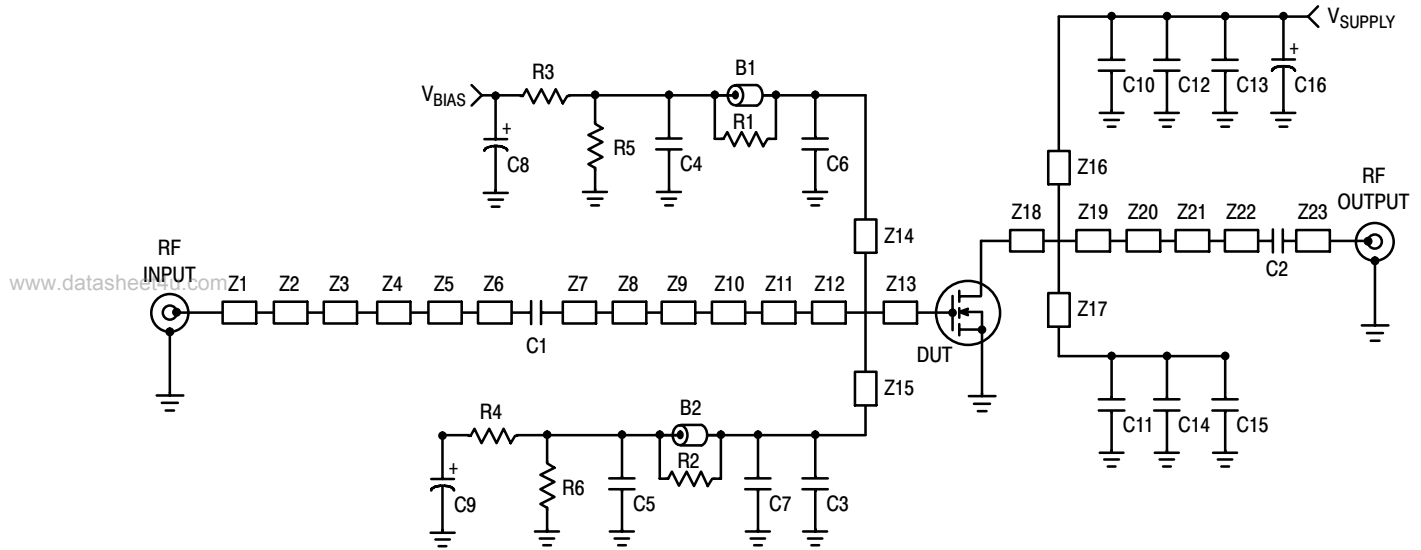 V_SUPPLY
B1
R3
V_BIAS
+
C10
C12
C13
+
C16
R1
+
C8
R5
C4
C6
Z16
RF
OUTPUT
Z18
Z19
Z20
Z21
Z22
Z23
C2
Z14
RF
INPUT
www.datasheet4u.com
Z1
Z2
Z3
Z4
Z5
Z6
C1
Z7
Z8
Z9
Z10
Z11
Z12
Z13
DUT
Z17
Z15
R4
B2
R2
+
C9
R6
C5
C7
C3
C11
C14
C15